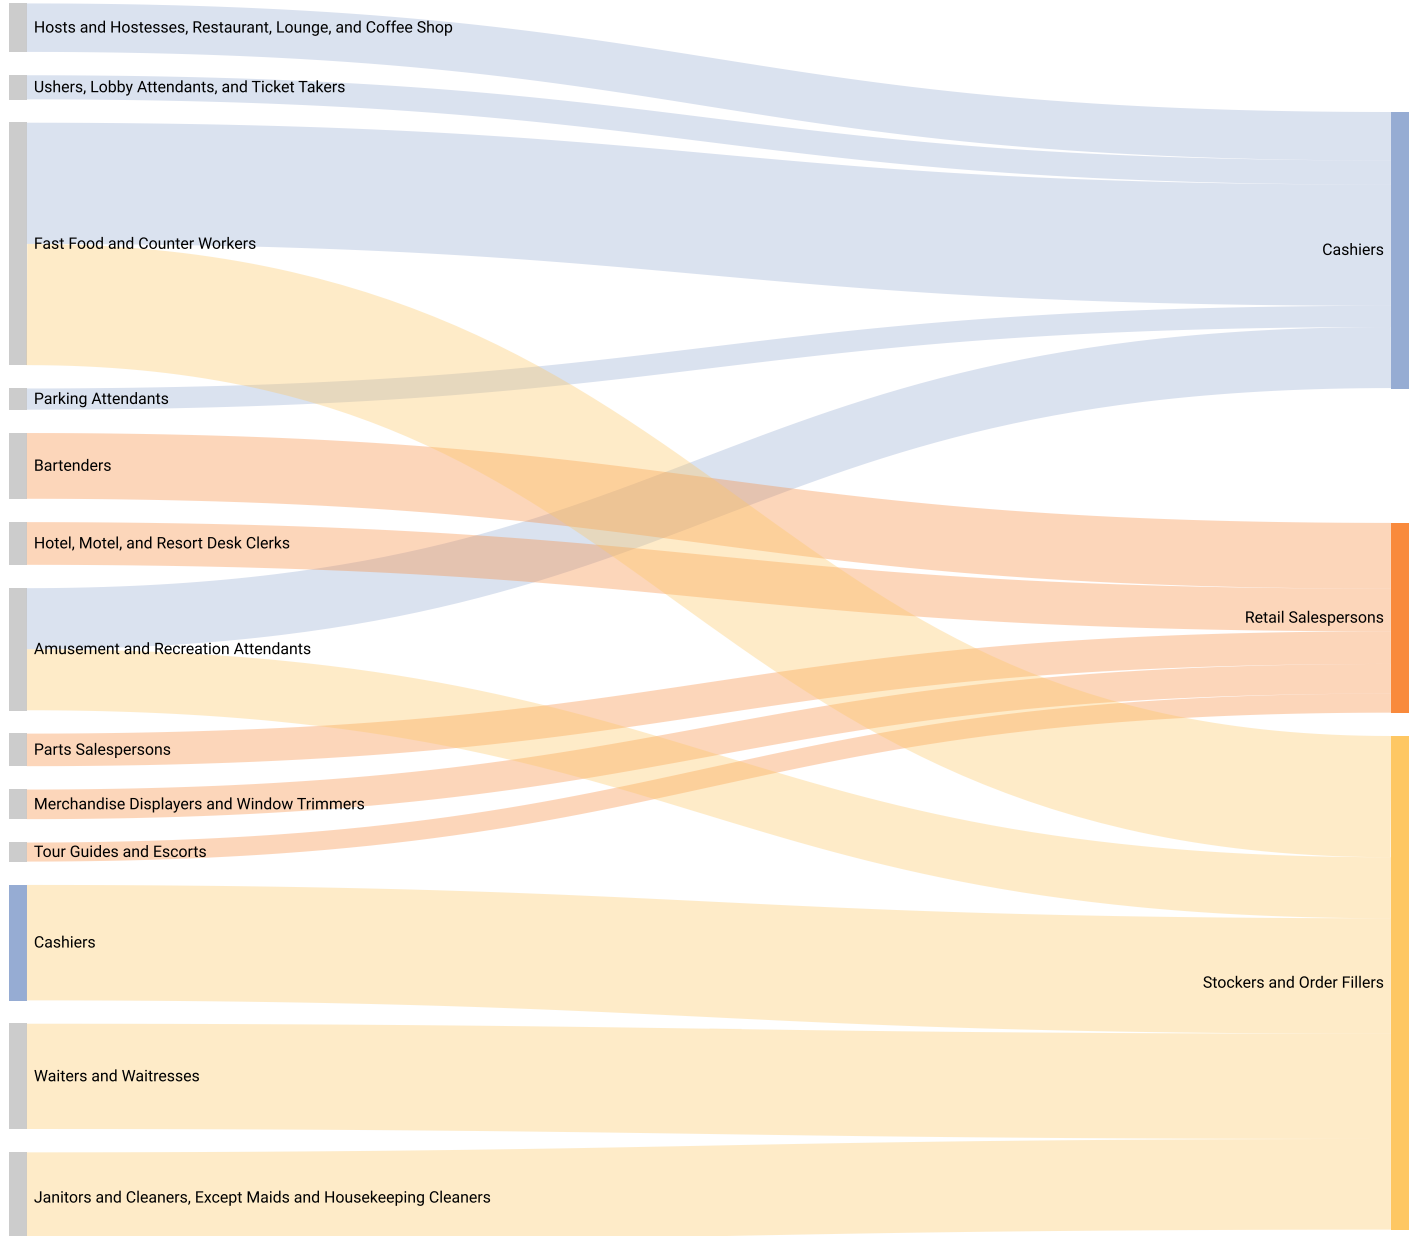 Hosts and Hostesses, Restaurant, Lounge, and Coffee Shop
Ushers, Lobby Attendants, and Ticket Takers
Fast Food and Counter Workers
Parking Attendants
Bartenders
Hotel, Motel, and Resort Desk Clerks
Amusement and Recreation Attendants
Parts Salespersons
Merchandise Displayers and Window Trimmers
Tour Guides and Escorts
Cashiers
Waiters and Waitresses
Janitors and Cleaners, Except Maids and Housekeeping Cleaners
Cashiers
Retail Salespersons
Stockers and Order Fillers